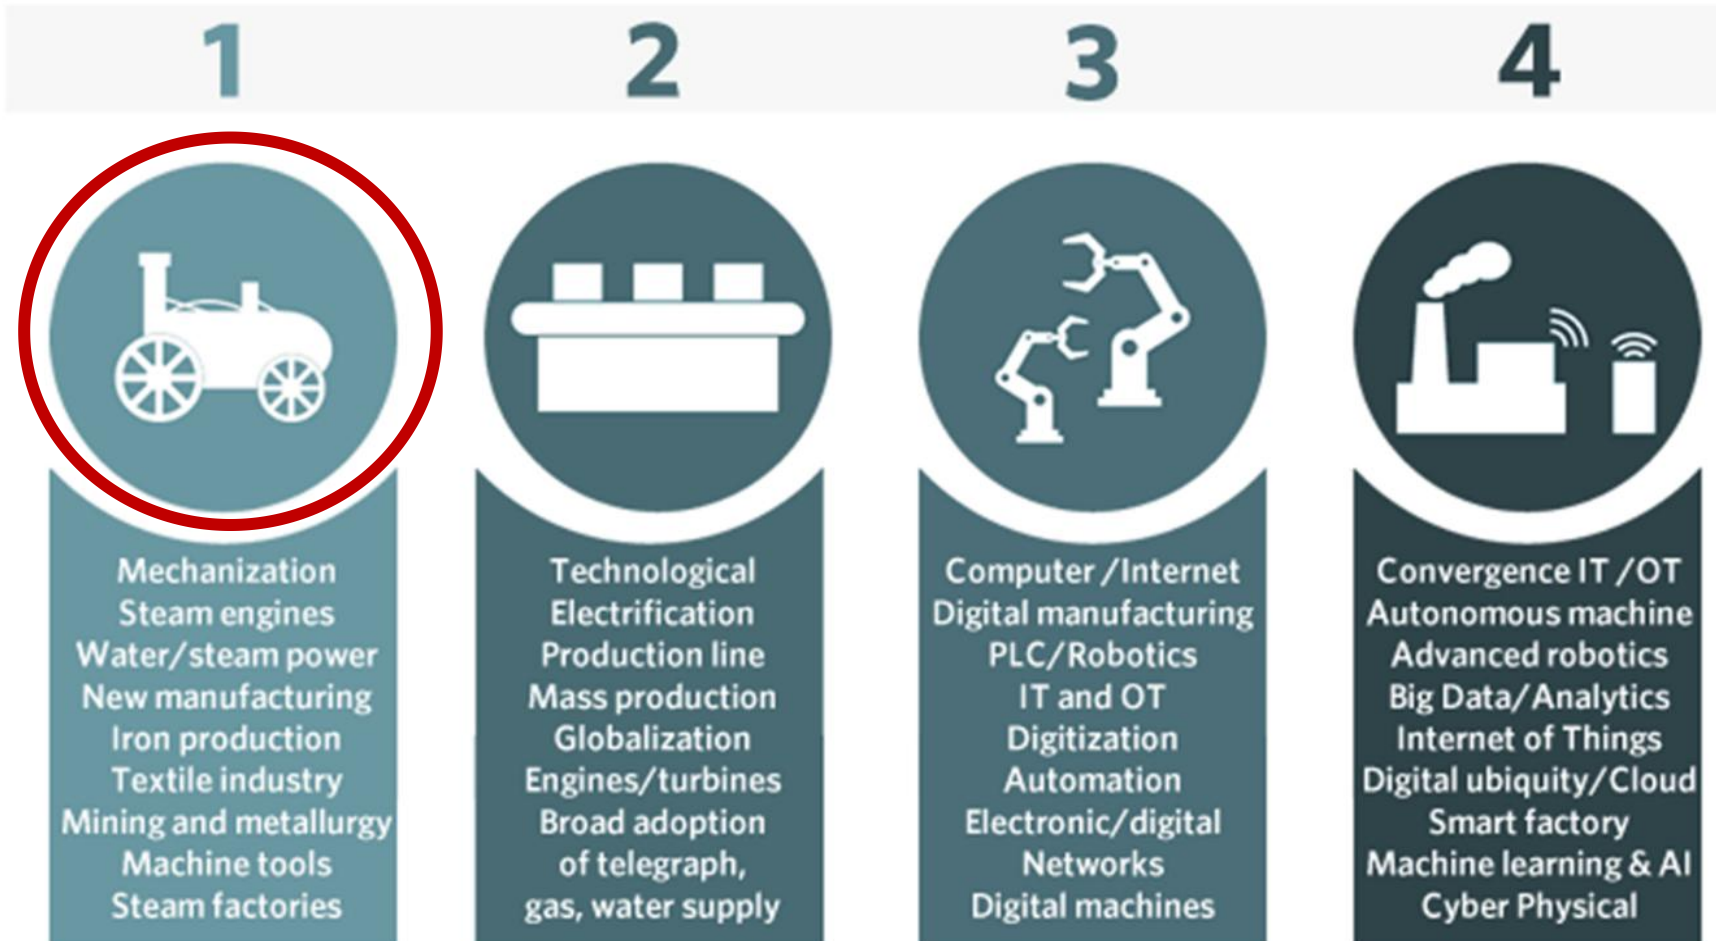 1
2
3
4
Mechanization
Steam engines
Water/steam power
New manufacturing
Iron production
Textile industry
Mining and metallurgy
Machine tools
Steam factories
Technological
Electrification
Production line
Mass production
Globalization
Engines/turbines
Broad adoption
of telegraph,
gas, water supply
Computer /Internet
Digital manufacturing
PLC/Robotics
IT and OT
Digitization
Automation
Electronic/digital
Networks
Digital machines
Convergence IT /OT
Autonomous machine
Advanced robotics
Big Data/Analytics
Internet of Things
Digital ubiquity/Cloud
Smart factory
Machine learning & AI
Cyber Physical